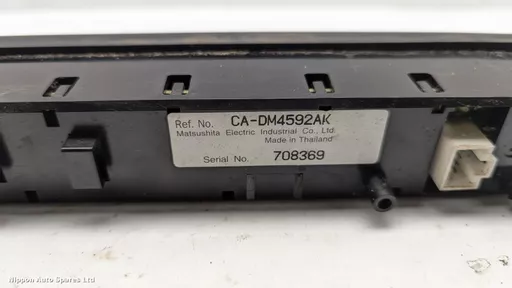 Ref. No. CA-DM4592AK
Matsushita Electric Industrial Co., Ltd.
Made in Thailand
Serial No. 708369
Nippon Auto Spares Ltd